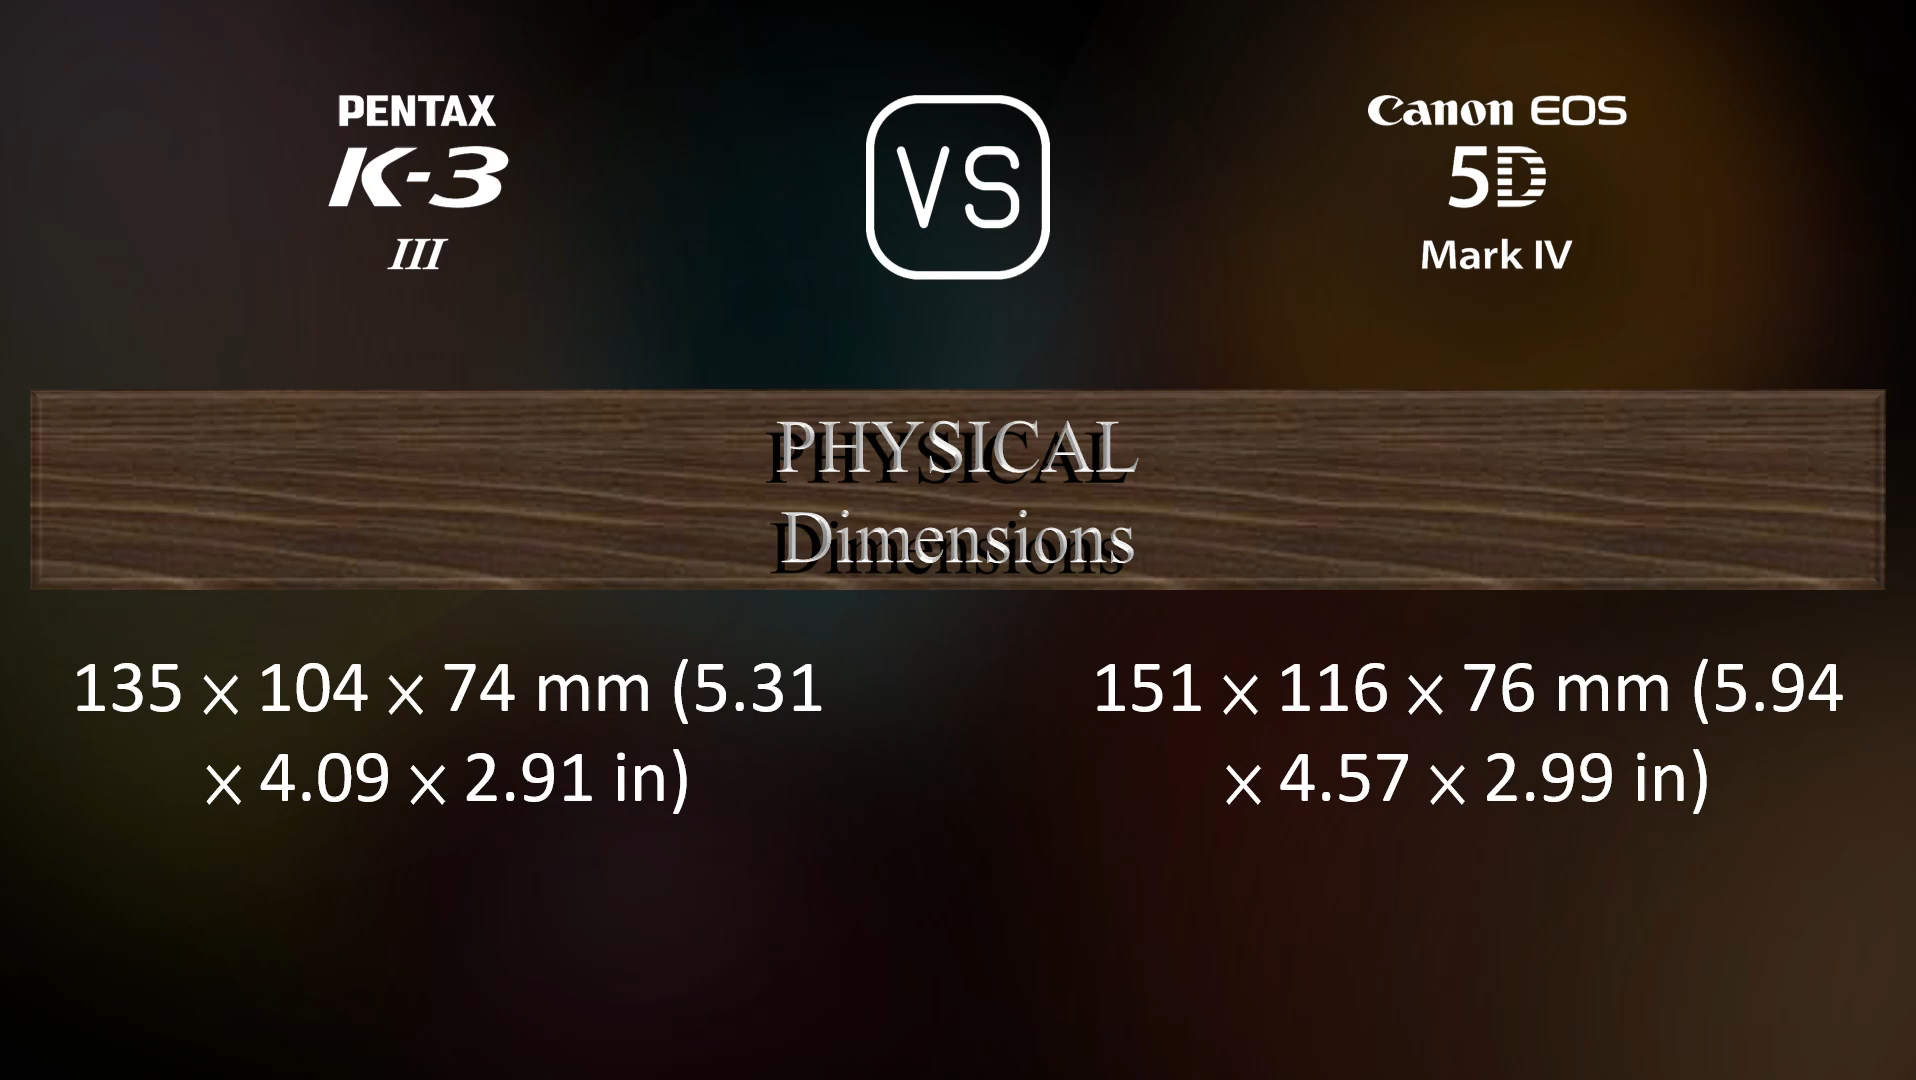 PENTAX
K-3
III
VS
Canon EOS
5D
Mark IV
PHYSICAL
Dimensions
135 x 104 x 74 mm (5.31
x 4.09 x 2.91 in)
151 x 116 x 76 mm (5.94
x 4.57 x 2.99 in)